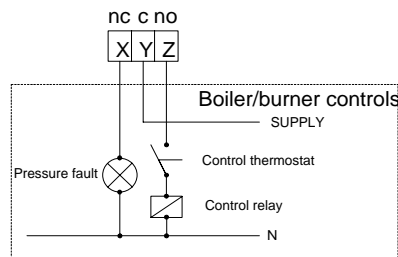 nc c no
X Y Z
Boiler/burner controls
SUPPLY
Control thermostat
Pressure fault
Control relay
N